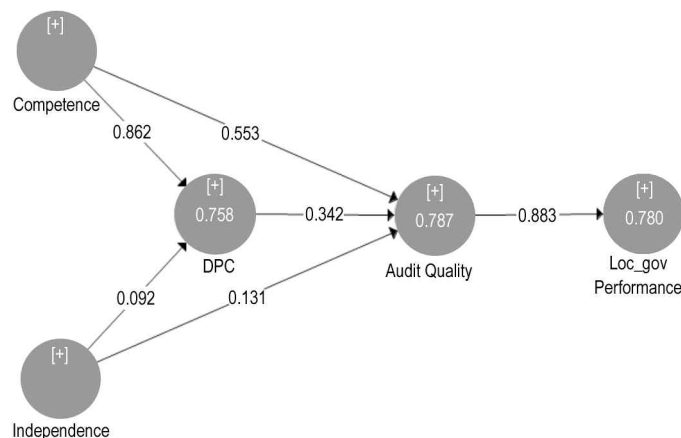 [+]
Competence
0.862
0.553
[+]
0.758
DPC
0.342
[+]
0.787
Audit Quality
0.883
[+]
0.780
Loc_gov
Performance
0.092
0.131
[+]
Independence